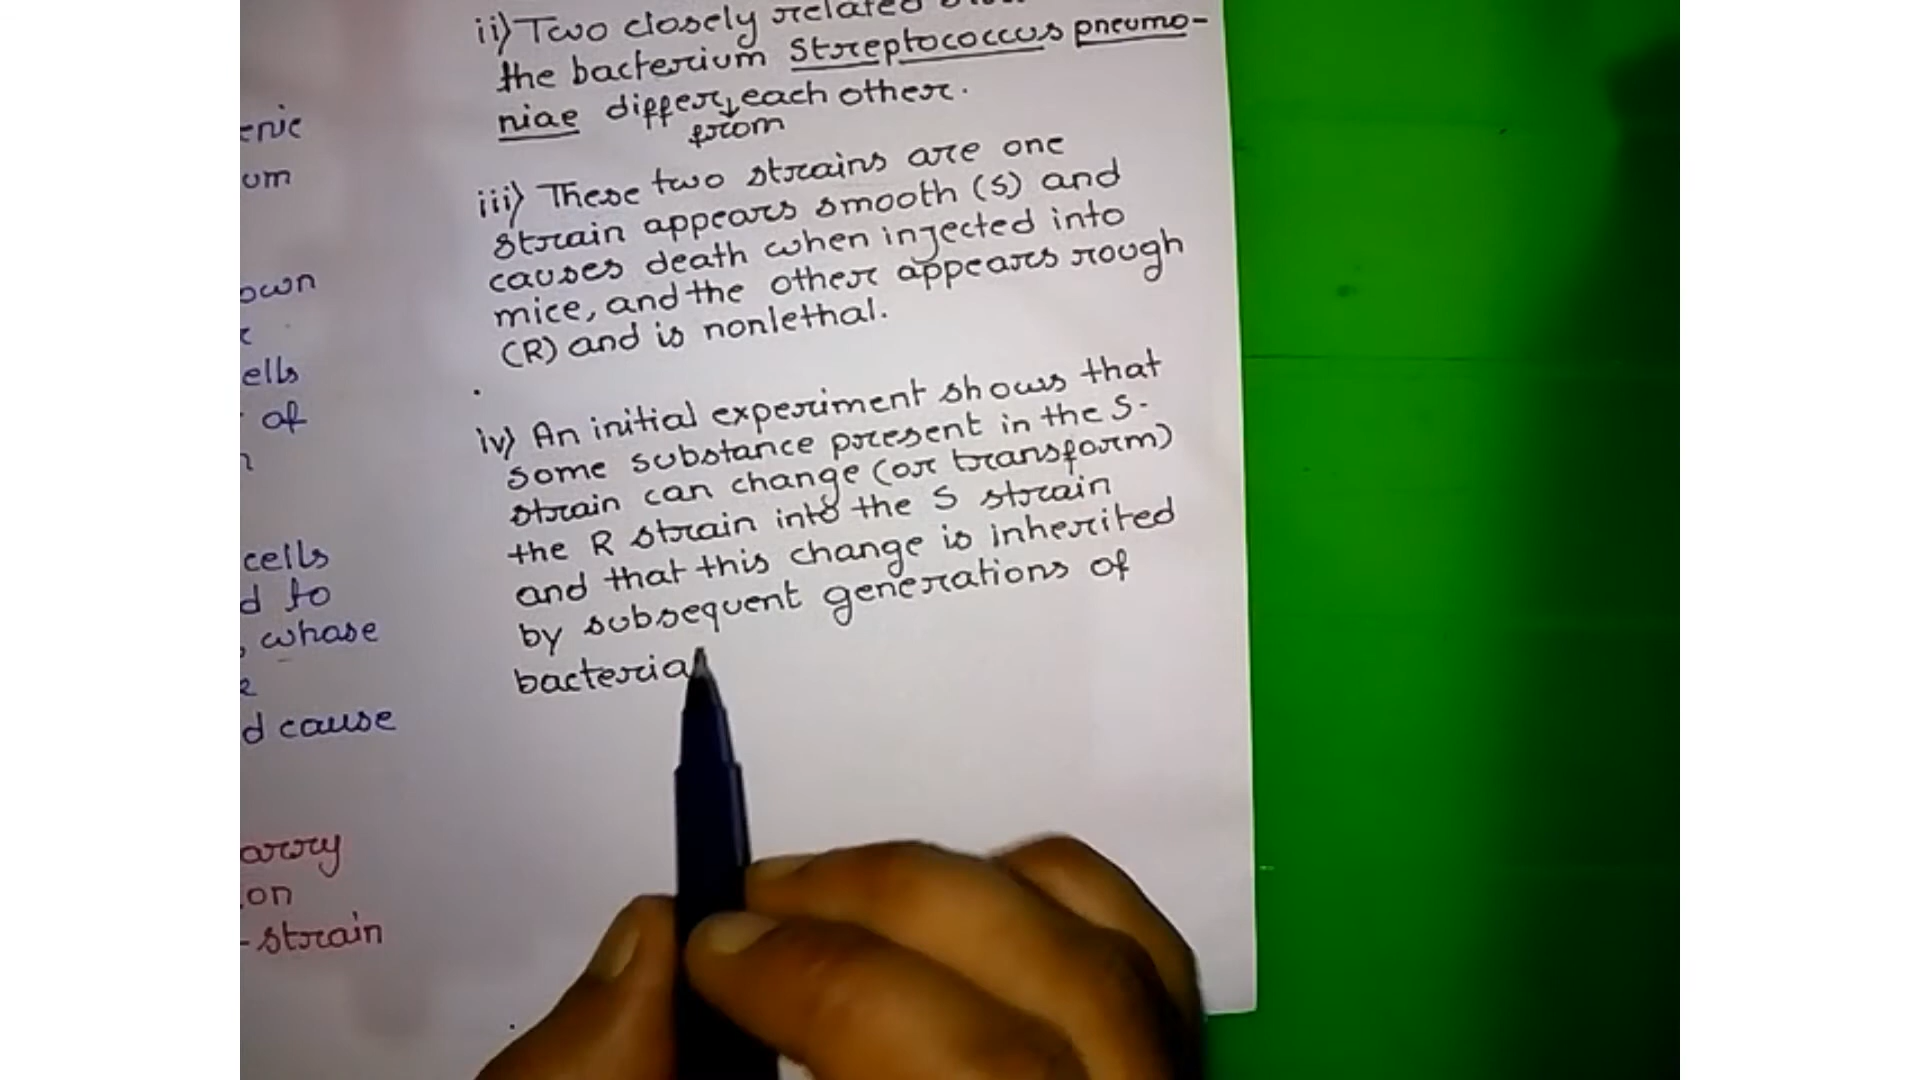 enic
um
own
ells
of
cells
d to
, whose
d cause
arry
on
-strain
ii) Two closely related
the bacterium Streptococcus pneumo-
niae differ↓each other.
from
iii) These two strains are one
strain appears smooth (S) and
causes death when injected into
mice, and the other appears rough
(R) and is nonlethal.
iv) An initial experiment shows that
some substance present in the S-
strain can change (or transform)
the R strain into the S strain
and that this change is inherited
by subsequent generations of
bacteria